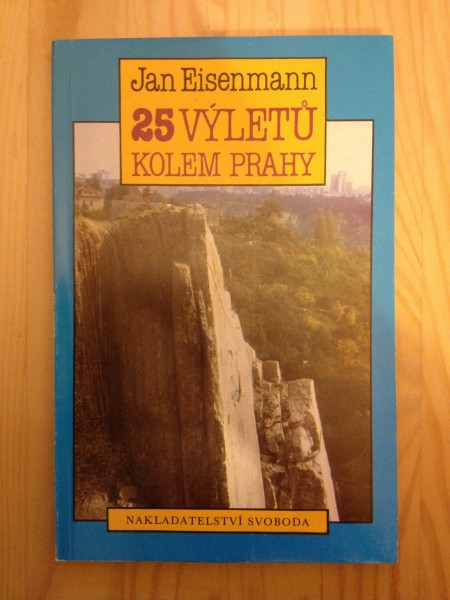 Jan Eisenmann
25 VÝLETŮ
KOLEM PRAHY
NAKLADATELSTVÍ SVOBODA